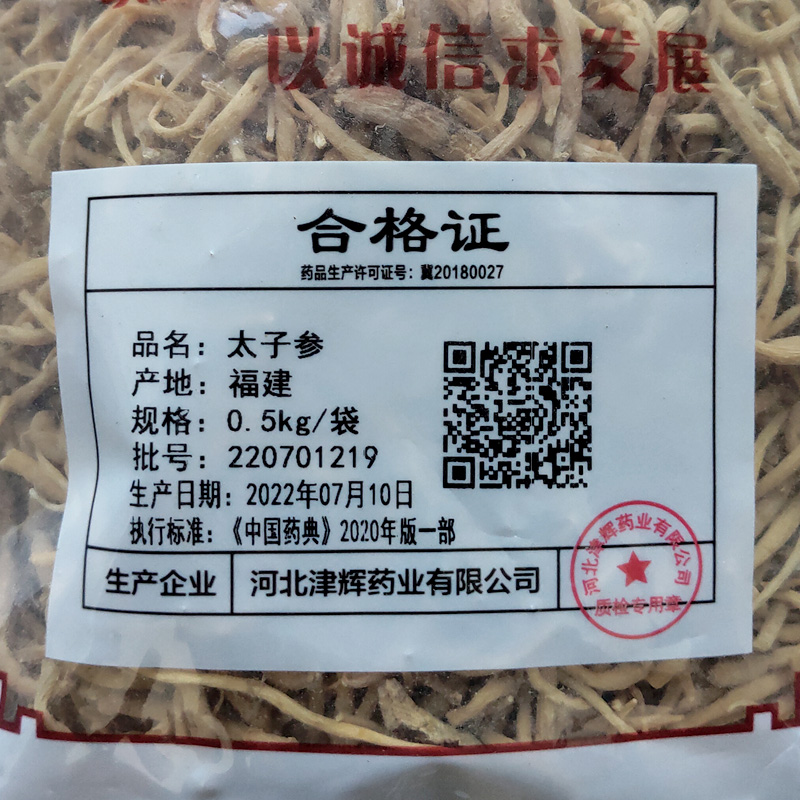 以诚信求发展
合格证
药品生产许可证号：冀20180027
品名：太子参
产地：福建
规格：0.5kg/袋
批号：220701219
生产日期：2022年07月10日
执行标准：《中国药典》2020年版一部
生产企业 河北津辉药业有限公司
河北津辉药业有限公司
质检专用章